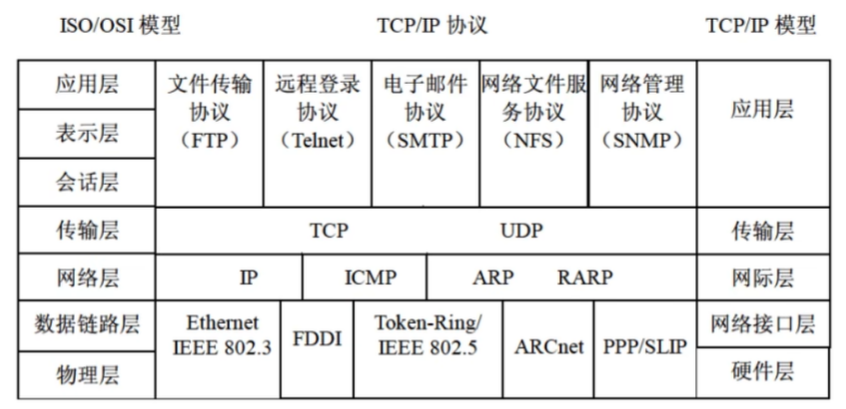 ISO/OSI 模型 TCP/IP 协议 TCP/IP 模型
应用层
表示层
会话层
文件传输
协议
（FTP）
远程登录
协议
（Telnet）
电子邮件
协议
（SMTP）
网络文件服
务协议
（NFS）
网络管理
协议
（SNMP）
应用层
传输层 TCP UDP 传输层
网络层 IP ICMP ARP RARP 网际层
数据链路层
物理层
Ethernet
IEEE 802.3
FDDI
Token-Ring/
IEEE 802.5
ARCnet
PPP/SLIP
网络接口层
硬件层